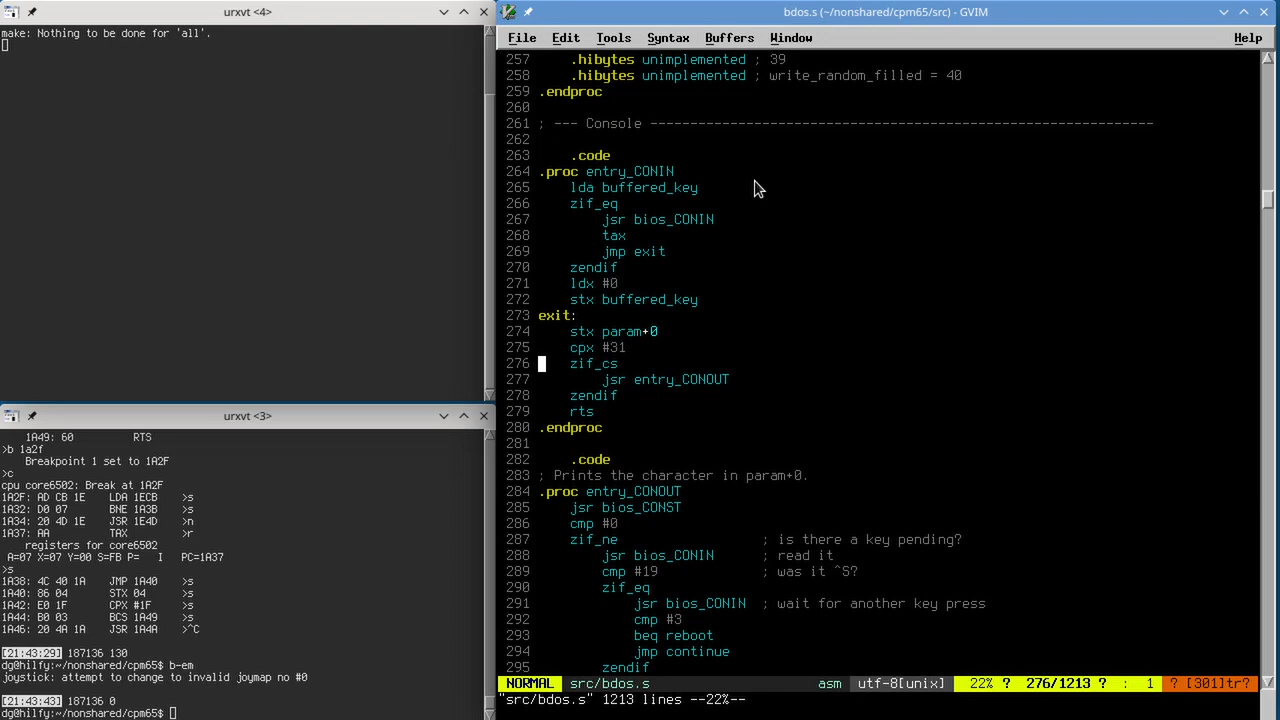 urxvt <4>
make: Nothing to be done for 'all'.
urxvt <3>
1A49: 60 RTS
>b 1a2f
Breakpoint 1 set to 1A2F
>c
cpu core6502: Break at 1A2F
1A2F: AD CB 1E LDA 1ECB >s
1A32: D0 07 BNE 1A3B >s
1A34: 20 4D 1E JSR 1E4D >n
1A37: AA TAX >r
registers for core6502
A=07 X=07 Y=00 S=FB P= I PC=1A37
>s
1A38: 4C 40 1A JMP 1A40 >s
1A40: 86 04 STX 04 >s
1A42: E0 1F CPX #1F >s
1A44: B0 03 BCS 1A49 >s
1A46: 20 4A 1A JSR 1A4A >^C
[21:43:29] 187136 130
dg@hilfy:~/nonshared/cpm65$ b-em
joystick: attempt to change to invalid joymap no #0
[21:43:43] 187136 0
dg@hilfy:~/nonshared/cpm65$
bdos.s (~/nonshared/cpm65/src) - GVIM
File Edit Tools Syntax Buffers Window Help
257 .hibytes unimplemented ; 39
258 .hibytes unimplemented ; write_random_filled = 40
259 .endproc
260
261 ; --- Console ---------------------------------------------------------------
262
263 .code
264 .proc entry_CONIN
265 lda buffered_key
266 zif_eq
267 jsr bios_CONIN
268 tax
269 jmp exit
270 zendif
271 ldx #0
272 stx buffered_key
273 exit:
274 stx param+0
275 cpx #31
276 zif_cs
277 jsr entry_CONOUT
278 zendif
279 rts
280 .endproc
281
282 .code
283 ; Prints the character in param+0.
284 .proc entry_CONOUT
285 jsr bios_CONST
286 cmp #0
287 zif_ne ; is there a key pending?
288 jsr bios_CONIN ; read it
289 cmp #19 ; was it ^S?
290 zif_eq
291 jsr bios_CONIN ; wait for another key press
292 cmp #3
293 beq reboot
294 jmp continue
295 zendif
NORMAL src/bdos.s asm utf-8[unix] 22% ? 276/1213 ? : 1 ? [301]tr?
"src/bdos.s" 1213 lines --22%--